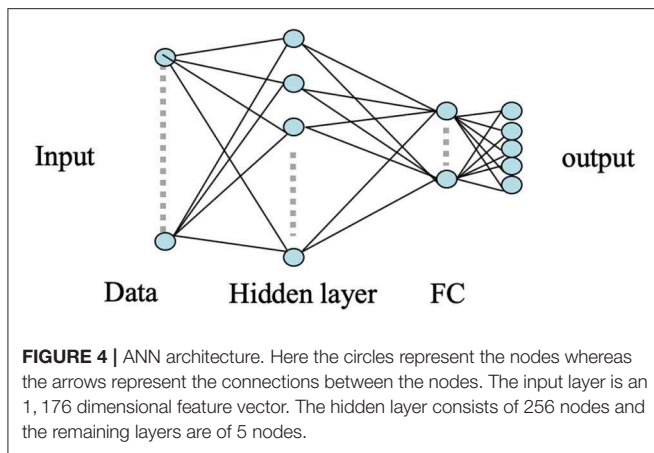 Input
output
Data
Hidden layer
FC
FIGURE 4 | ANN architecture. Here the circles represent the nodes whereas
the arrows represent the connections between the nodes. The input layer is an
1, 176 dimensional feature vector. The hidden layer consists of 256 nodes and
the remaining layers are of 5 nodes.